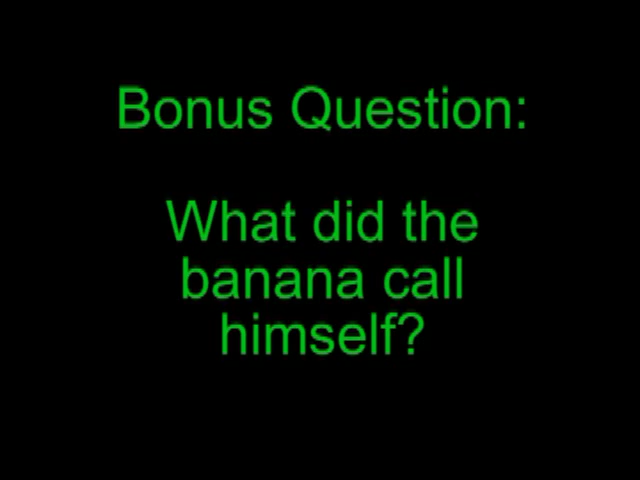 Bonus Question:
What did the
banana call
himself?